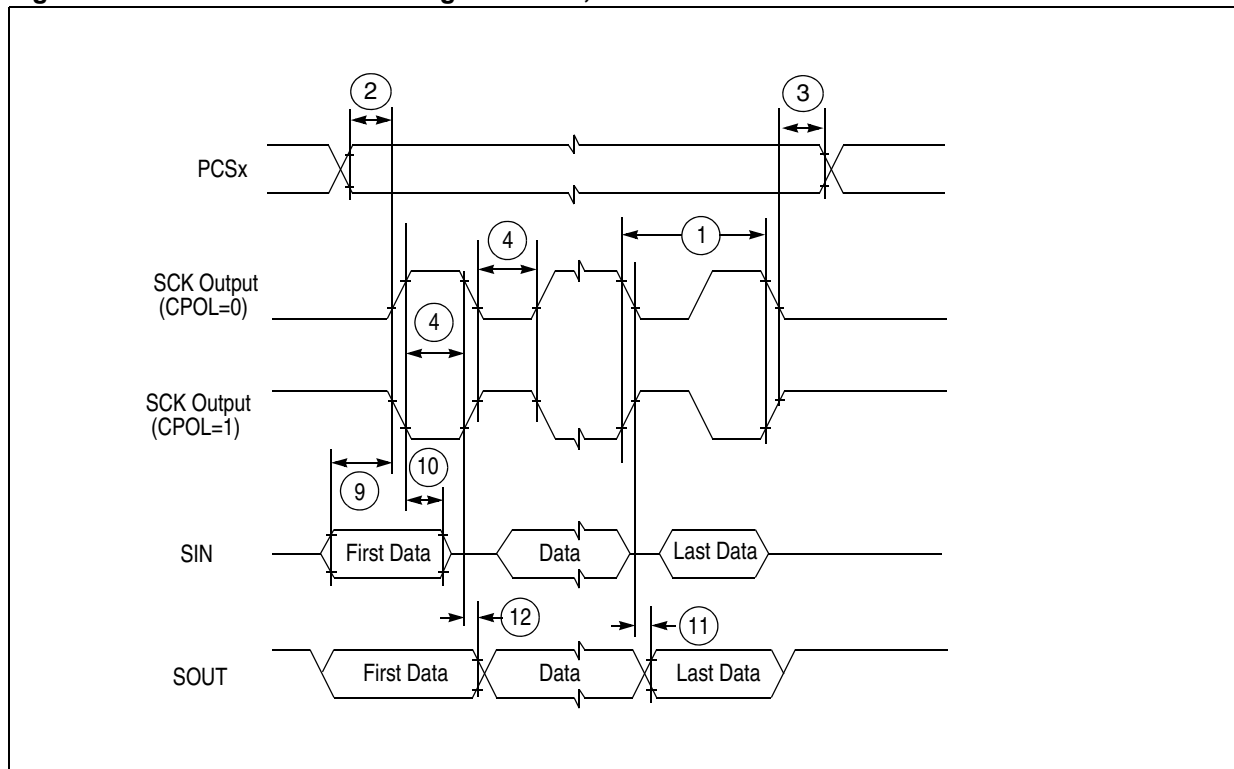 2
3
PCSx
4
1
SCK Output
(CPOL=0)
4
SCK Output
(CPOL=1)
10
9
SIN
First Data
Data
Last Data
12
11
SOUT
First Data
Data
Last Data